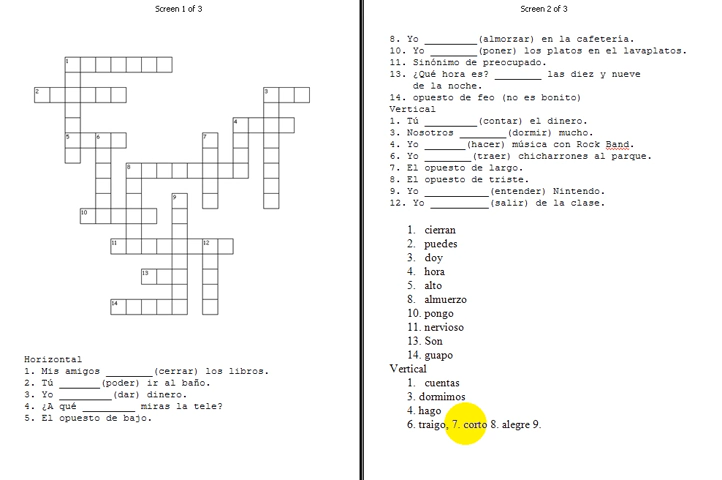 Screen 1 of 3
1
2
3
4
5
6
7
8
9
10
11
12
13
14
Horizontal
1. Mis amigos ________ (cerrar) los libros.
2. Tú _______(poder) ir al baño.
3. Yo _________(dar) dinero.
4. ¿A qué _________ miras la tele?
5. El opuesto de bajo.
Screen 2 of 3
8. Yo _________(almorzar) en la cafetería.
10. Yo _________(poner) los platos en el lavaplatos.
11. Sinónimo de preocupado.
13. ¿Qué hora es? ________ las diez y nueve
de la noche.
14. opuesto de feo (no es bonito)
Vertical
1. Tú _________(contar) el dinero.
3. Nosotros ________(dormir) mucho.
4. Yo _______(hacer) música con Rock Band.
6. Yo ________(traer) chicharrones al parque.
7. El opuesto de largo.
8. El opuesto de triste.
9. Yo __________(entender) Nintendo.
12. Yo __________(salir) de la clase.
1. cierran
2. puedes
3. doy
4. hora
5. alto
8. almuerzo
10. pongo
11. nervioso
13. Son
14. guapo
Vertical
1. cuentas
3. dormimos
4. hago
6. traigo, 7. corto 8. alegre 9.